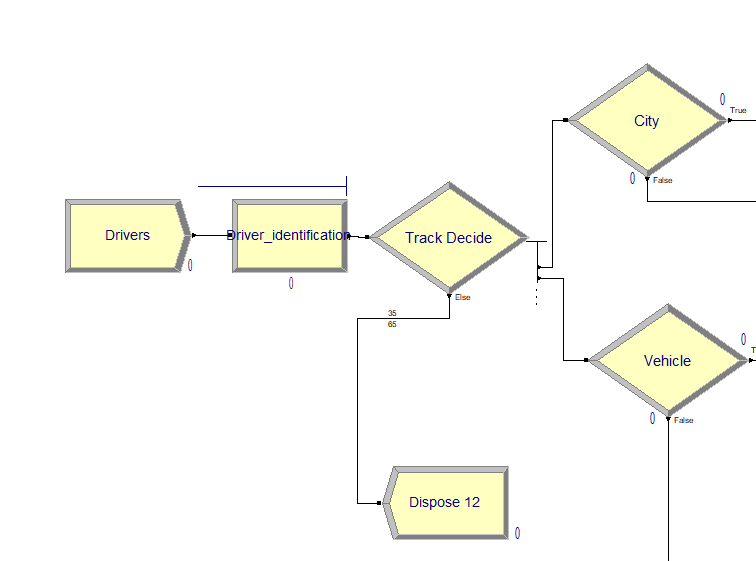 0
True
City
0
False
Drivers
0
Driver_identification
0
Track Decide
Else
35
65
0
T
Vehicle
0
False
Dispose 12
0